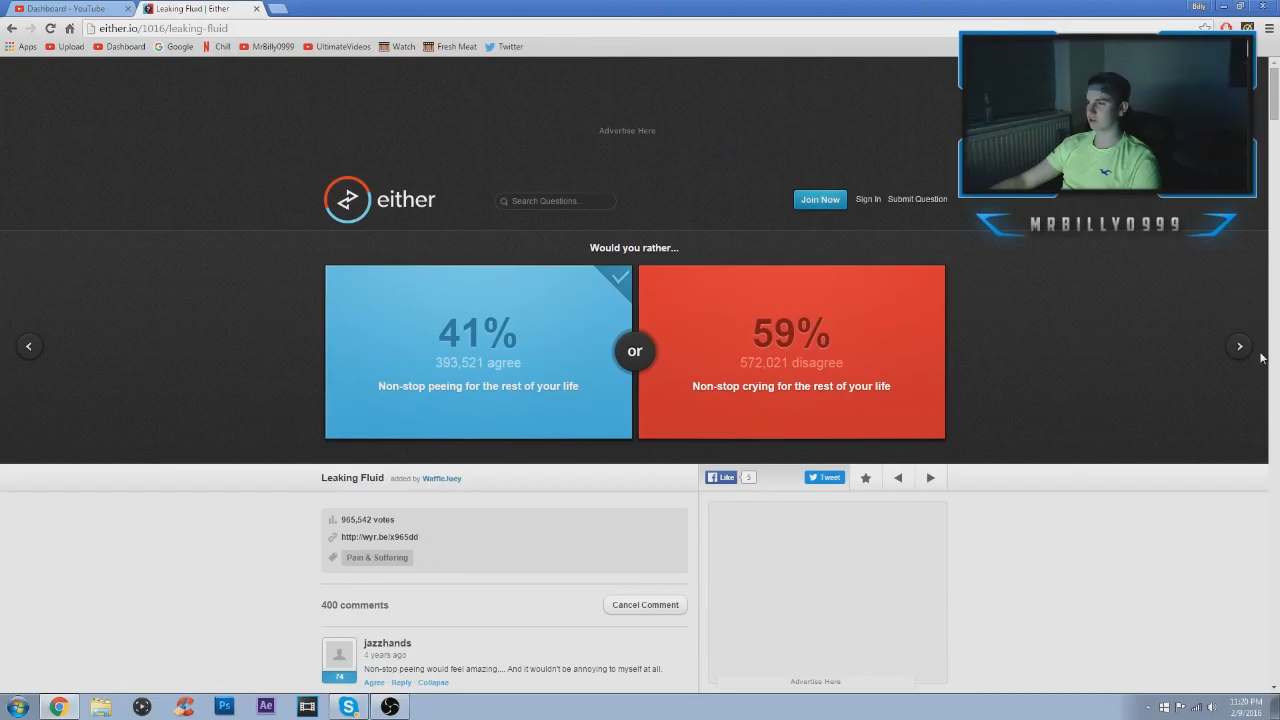 Dashboard - YouTube
Leaking Fluid | Either
Billy
either.io/1016/leaking-fluid
Apps
Upload
Dashboard
Google
Chill
MrBilly0999
UltimateVideos
Watch
Fresh Meat
Twitter
Advertise Here
either
Search Questions...
Join Now
Sign In
Submit Question
MRBILLY0999
Would you rather...
41%
393,521 agree
Non-stop peeing for the rest of your life
or
59%
572,021 disagree
Non-stop crying for the rest of your life
Leaking Fluid added by WaffleJuey
Like 5
Tweet
965,542 votes
http://wyr.be/x965dd
Pain & Suffering
400 comments
Cancel Comment
jazzhands
4 years ago
Non-stop peeing would feel amazing.... And it wouldn't be annoying to myself at all.
74
Agree Reply Collapse
Advertise Here
Ps
Ae
11:20 PM
2/9/2016